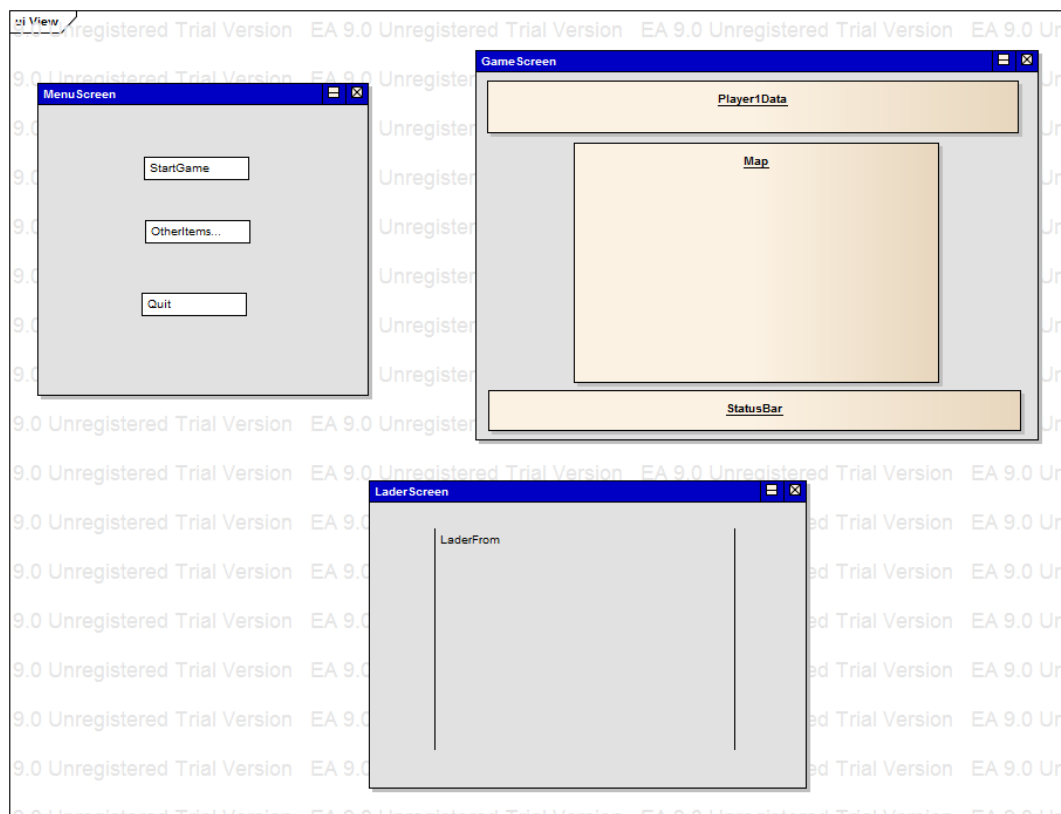 ui View
EA 9.0 Unregistered Trial Version
GameScreen
Player1Data
Map
StatusBar
MenuScreen
StartGame
OtherItems...
Quit
LaderScreen
LaderFrom